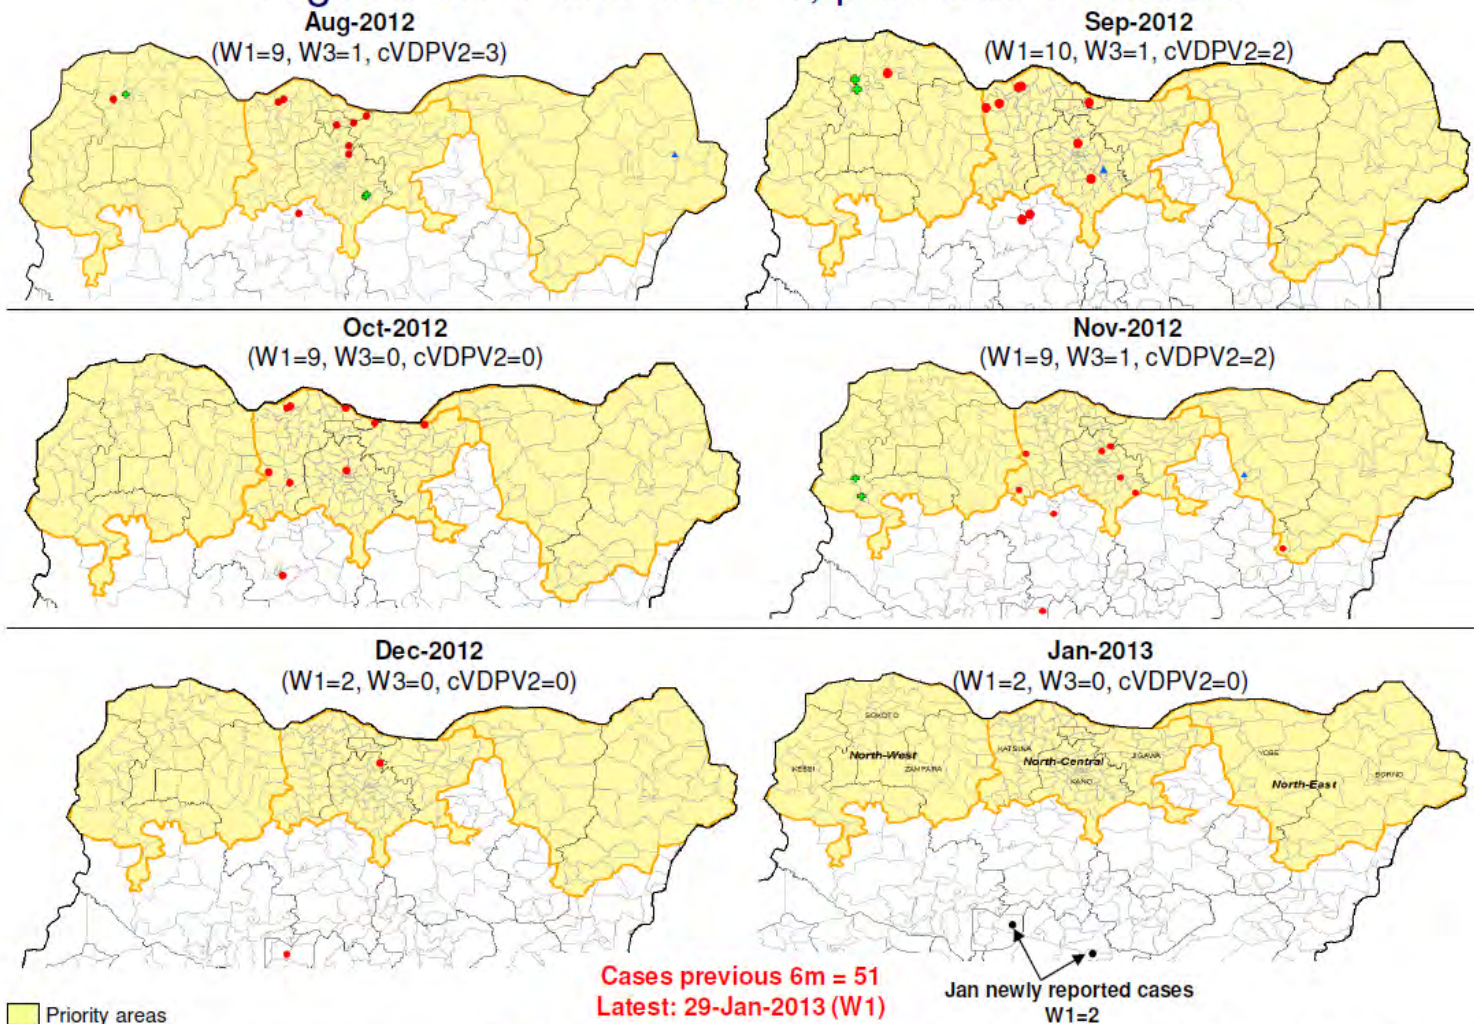 Aug-2012
(W1=9, W3=1, cVDPV2=3)
Sep-2012
(W1=10, W3=1, cVDPV2=2)
Oct-2012
(W1=9, W3=0, cVDPV2=0)
Nov-2012
(W1=9, W3=1, cVDPV2=2)
Dec-2012
(W1=2, W3=0, cVDPV2=0)
Jan-2013
(W1=2, W3=0, cVDPV2=0)
SOKOTO
KATSINA
North-West
KEBBI
ZAMFARA
North-Central
JIGAWA
KANO
YOBE
BORNO
North-East
Cases previous 6m = 51
Latest: 29-Jan-2013 (W1)
Jan newly reported cases
W1=2
Priority areas